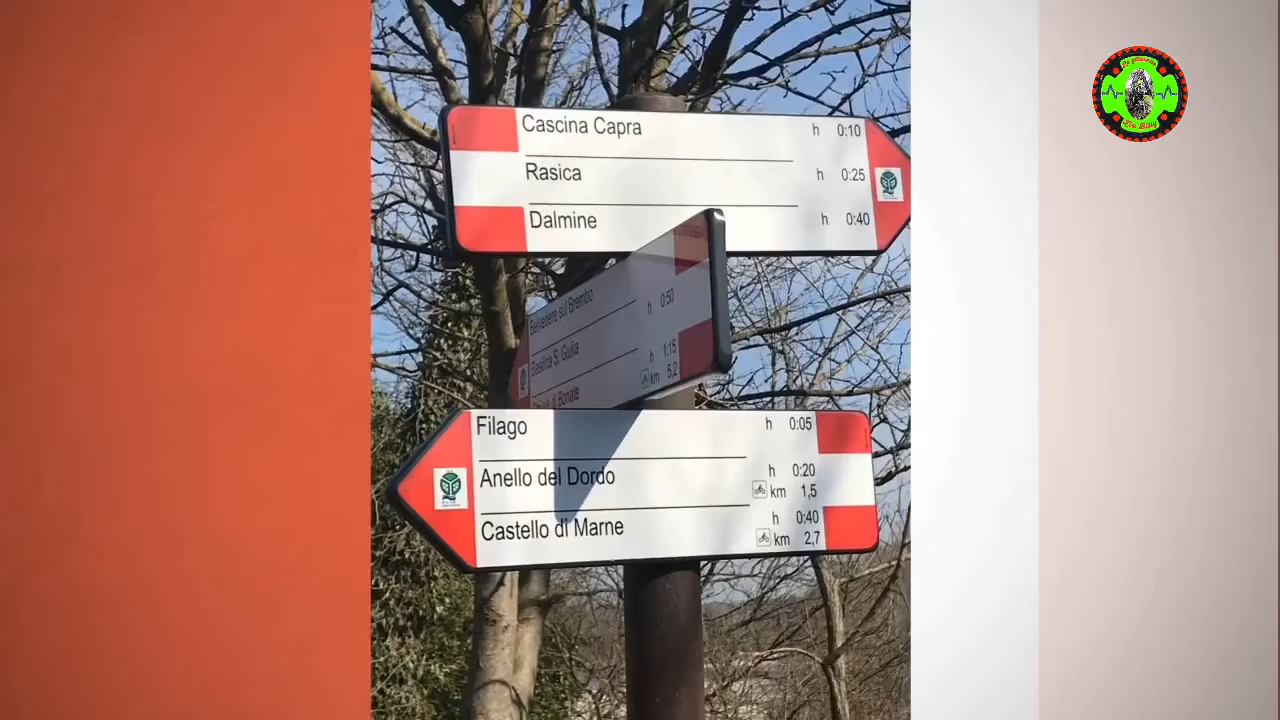 Cascina Capra h 0:10
Rasica h 0:25
Dalmine h 0:40
Belvedere sul Brembo h 0:50
Basilica S. Giulia h 1:15
km 5,2
di Bonate
Filago h 0:05
Anello del Dordo h 0:20
km 1,5
Castello di Marne h 0:40
km 2,7